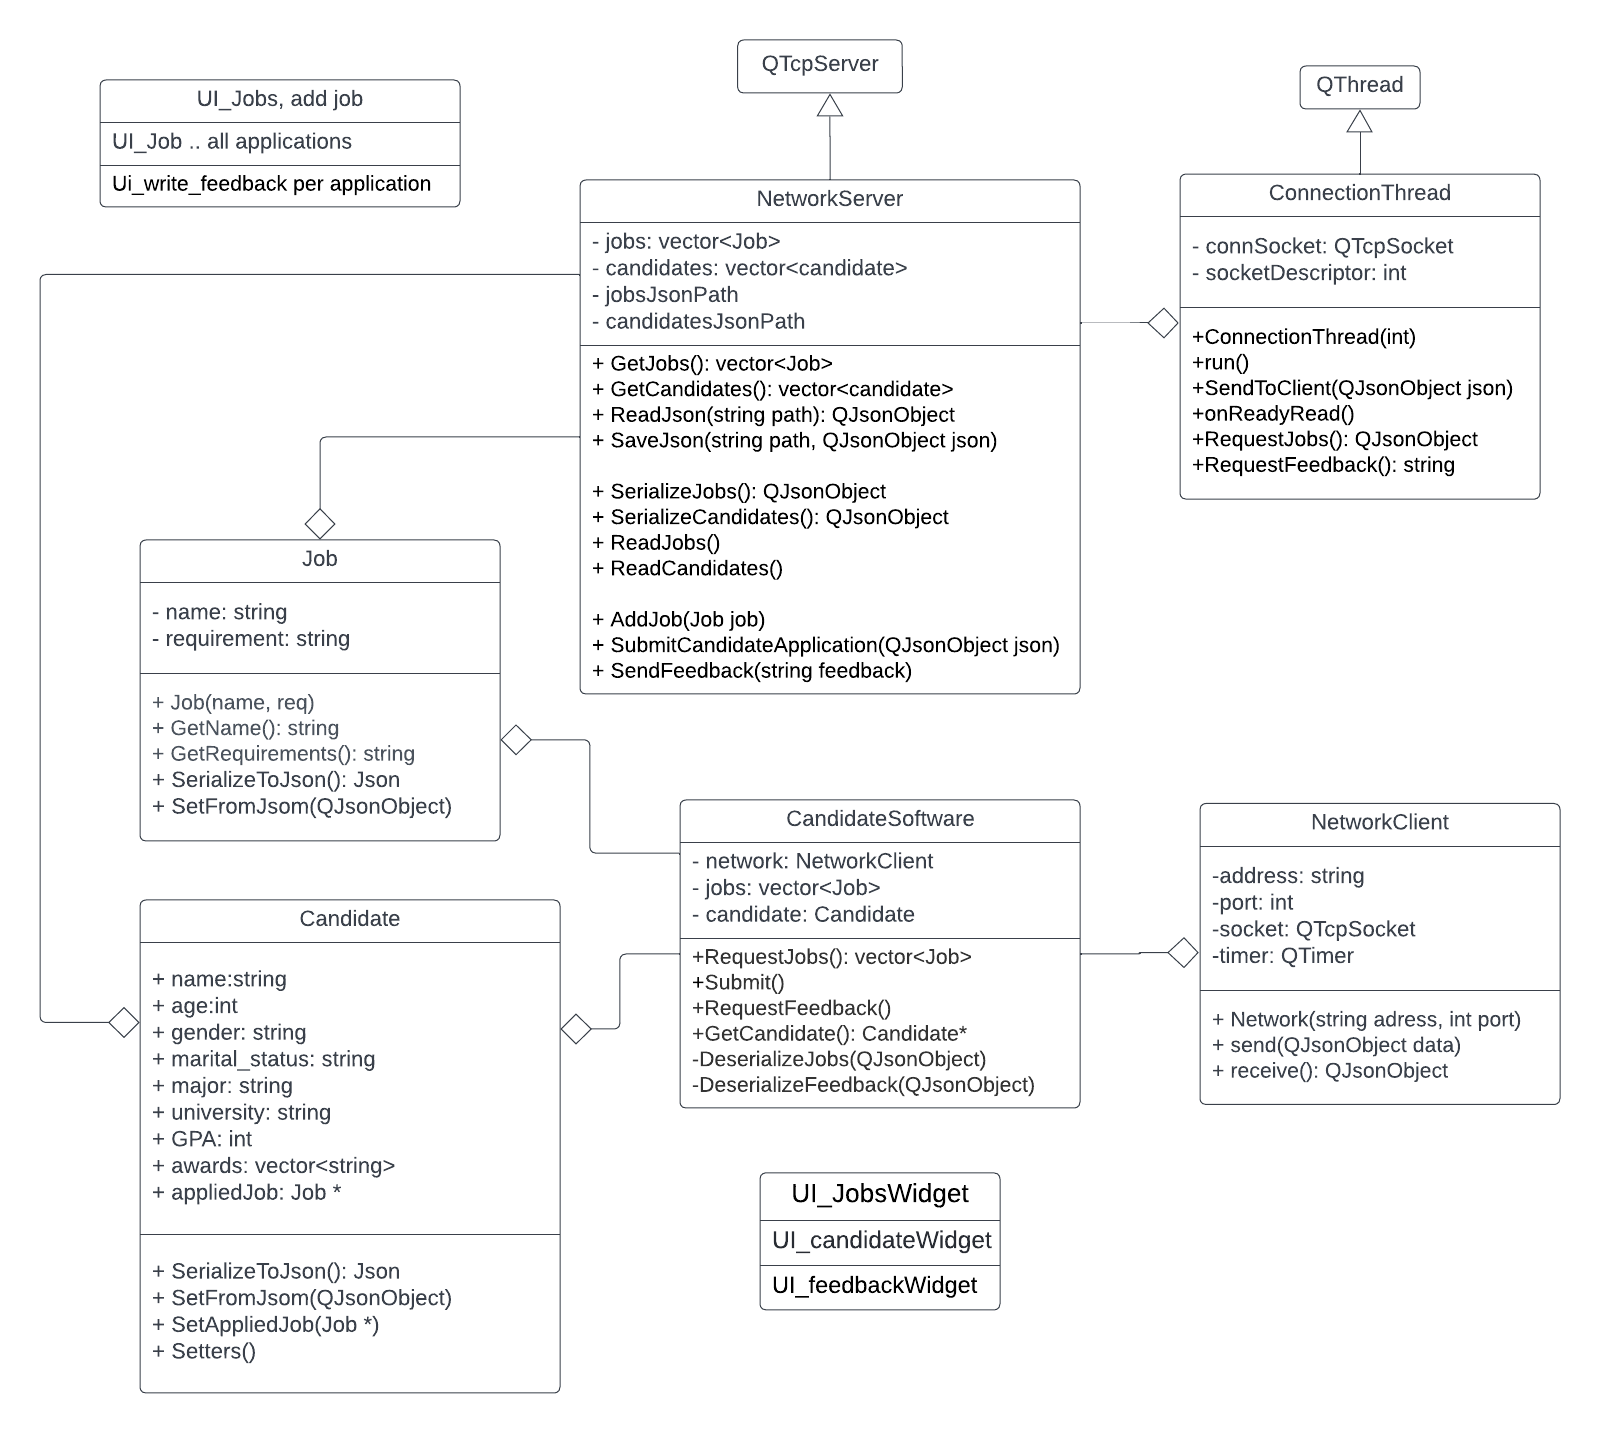 QTcpServer
QThread
UI_Jobs, add job
UI_Job .. all applications
Ui_write_feedback per application
NetworkServer
- jobs: vector<Job>
- candidates: vector<candidate>
- jobsJsonPath
- candidatesJsonPath
+ GetJobs(): vector<Job>
+ GetCandidates(): vector<candidate>
+ ReadJson(string path): QJsonObject
+ SaveJson(string path, QJsonObject json)
+ SerializeJobs(): QJsonObject
+ SerializeCandidates(): QJsonObject
+ ReadJobs()
+ ReadCandidates()
+ AddJob(Job job)
+ SubmitCandidateApplication(QJsonObject json)
+ SendFeedback(string feedback)
ConnectionThread
- connSocket: QTcpSocket
- socketDescriptor: int
+ConnectionThread(int)
+run()
+SendToClient(QJsonObject json)
+onReadyRead()
+RequestJobs(): QJsonObject
+RequestFeedback(): string
Job
- name: string
- requirement: string
+ Job(name, req)
+ GetName(): string
+ GetRequirements(): string
+ SerializeToJson(): Json
+ SetFromJsom(QJsonObject)
CandidateSoftware
- network: NetworkClient
- jobs: vector<Job>
- candidate: Candidate
+RequestJobs(): vector<Job>
+Submit()
+RequestFeedback()
+GetCandidate(): Candidate*
-DeserializeJobs(QJsonObject)
-DeserializeFeedback(QJsonObject)
NetworkClient
-address: string
-port: int
-socket: QTcpSocket
-timer: QTimer
+ Network(string adress, int port)
+ send(QJsonObject data)
+ receive(): QJsonObject
Candidate
+ name:string
+ age:int
+ gender: string
+ marital_status: string
+ major: string
+ university: string
+ GPA: int
+ awards: vector<string>
+ appliedJob: Job *
+ SerializeToJson(): Json
+ SetFromJsom(QJsonObject)
+ SetAppliedJob(Job *)
+ Setters()
UI_JobsWidget
UI_candidateWidget
UI_feedbackWidget